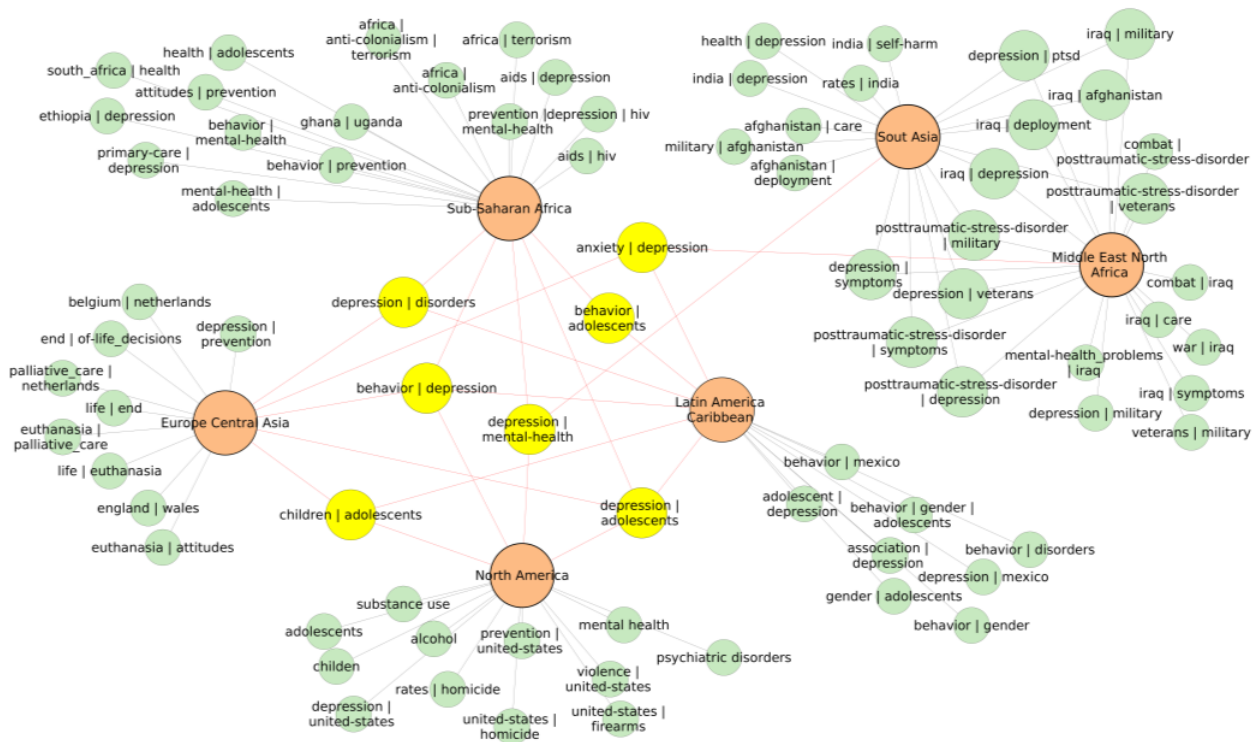 africa |
anti-colonialism |
terrorism
africa | terrorism
health | adolescents
south_africa | health
africa |
anti-colonialism
aids | depression
attitudes | prevention
ethiopia | depression
behavior |
mental-health
ghana | uganda
prevention |
mental-health
depression | hiv
primary-care |
depression
behavior | prevention
aids | hiv
mental-health |
adolescents
Sub-Saharan Africa
health | depression
india | self-harm
depression | ptsd
iraq | military
india | depression
rates | india
iraq | afghanistan
afghanistan | care
Sout Asia
iraq | deployment
military | afghanistan
afghanistan |
deployment
combat |
posttraumatic-stress-disorder
iraq | depression
posttraumatic-stress-disorder
| veterans
posttraumatic-stress-disorder
| military
Middle East North
Africa
depression |
symptoms
combat | iraq
depression | veterans
iraq | care
posttraumatic-stress-disorder
| symptoms
war | iraq
mental-health_problems
| iraq
posttraumatic-stress-disorder
| depression
iraq | symptoms
depression | military
veterans | military
anxiety | depression
depression | disorders
behavior |
adolescents
behavior | depression
depression |
mental-health
children | adolescents
depression |
adolescents
belgium | netherlands
end | of-life_decisions
depression |
prevention
palliative_care |
netherlands
life | end
Europe Central Asia
euthanasia |
palliative_care
life | euthanasia
england | wales
euthanasia | attitudes
Latin America
Caribbean
behavior | mexico
adolescent |
depression
behavior | gender |
adolescents
association |
depression
behavior | disorders
depression | mexico
gender | adolescents
behavior | gender
North America
substance use
adolescents
alcohol
prevention |
united-states
mental health
childen
psychiatric disorders
violence |
united-states
rates | homicide
depression |
united-states
united-states |
homicide
united-states |
firearms